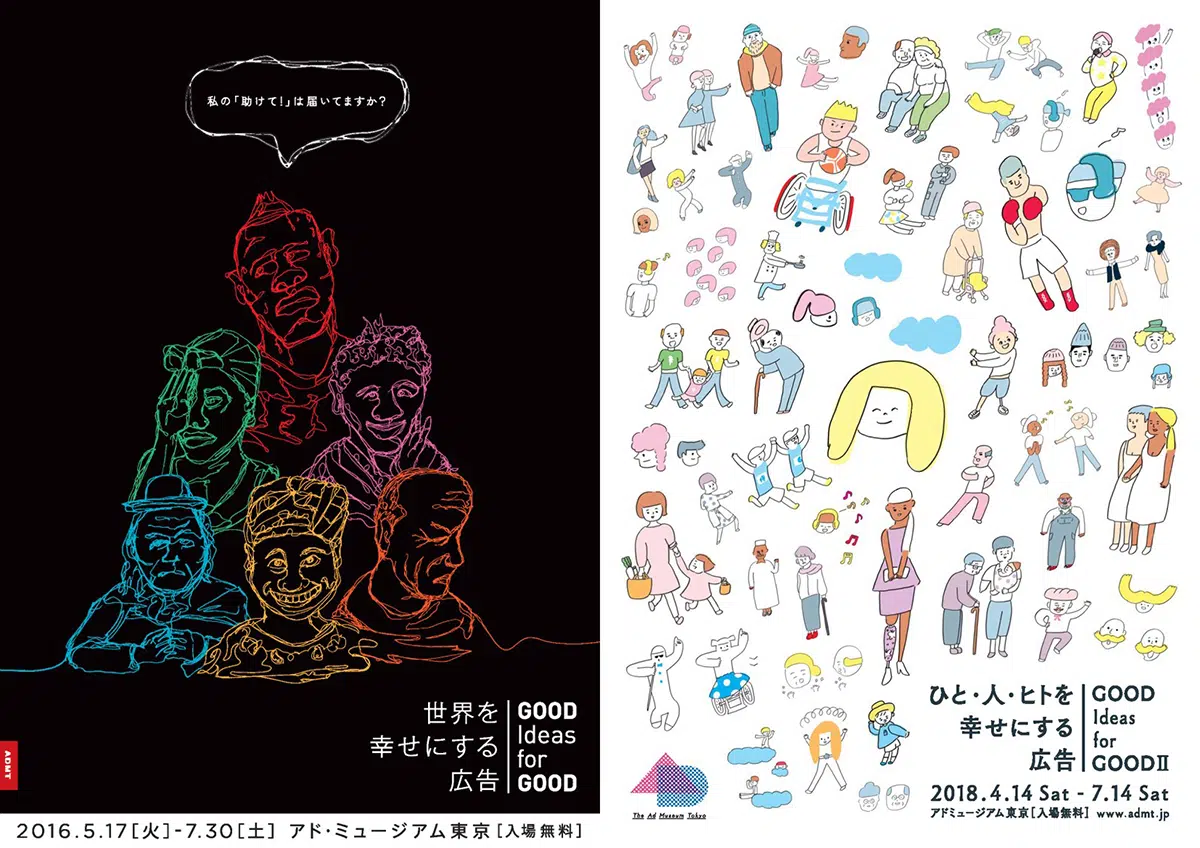 私の「助けて!」は届いてますか?
世界を
幸せにする
広告
GOOD
Ideas
for
GOOD
ADMT
2016.5.17[火]-7.30[土] アド・ミュージアム東京[入場無料]
ひと・人・ヒトを
幸せにする
広告
GOOD
Ideas
for
GOOD II
2018.4.14 Sat - 7.14 Sat
アドミュージアム東京[入場無料] www.admt.jp
The Ad Museum Tokyo